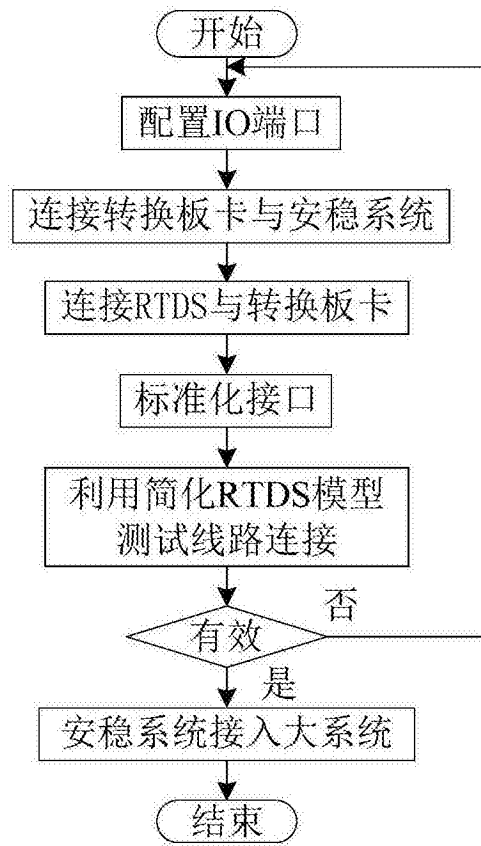 开始
配置IO端口
连接转换板卡与安稳系统
连接RTDS与转换板卡
标准化接口
利用简化RTDS模型
测试线路连接
有效
否
是
安稳系统接入大系统
结束